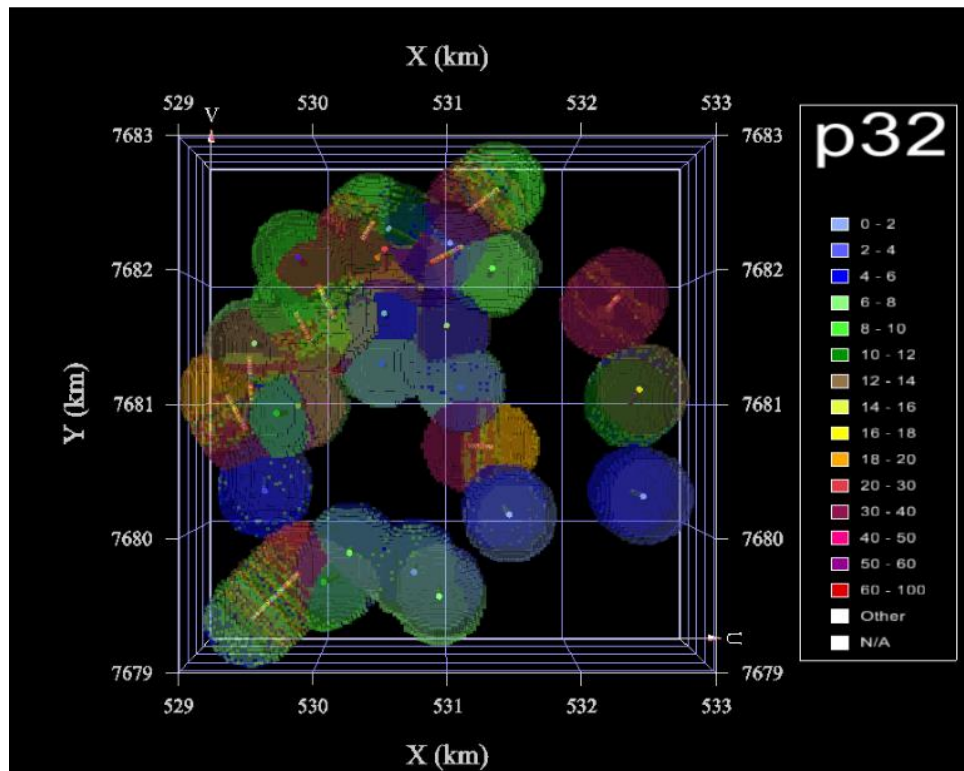 X (km)
529 530 531 532 533
V
7683 7683
7682 7682
7681 7681
7680 7680
7679 7679
Y (km)
U
529 530 531 532 533
X (km)
p32
0 - 2
2 - 4
4 - 6
6 - 8
8 - 10
10 - 12
12 - 14
14 - 16
16 - 18
18 - 20
20 - 30
30 - 40
40 - 50
50 - 60
60 - 100
Other
N/A